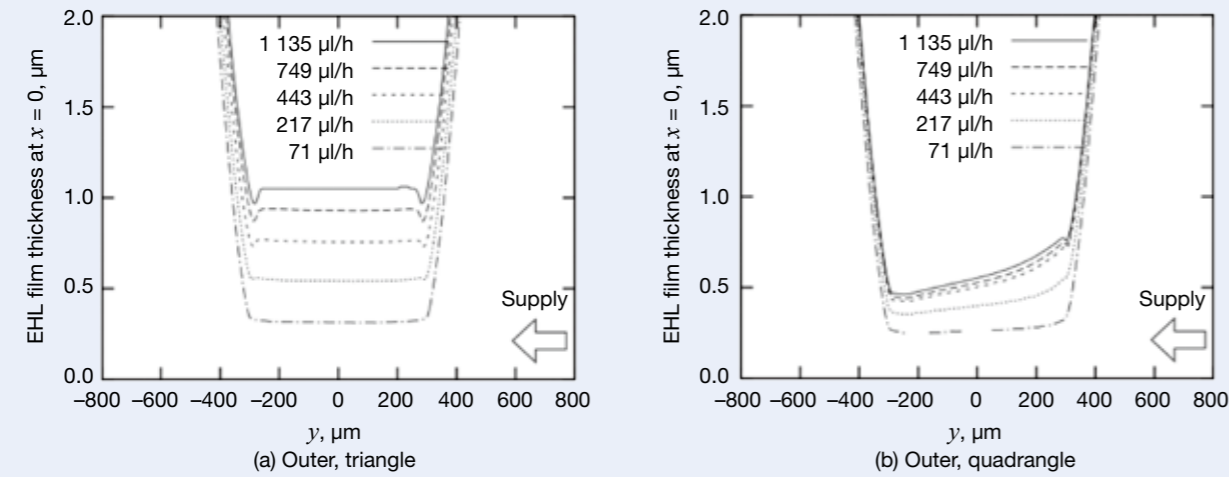 EHL film thickness at x = 0, µm
2.0
1.5
1.0
0.5
0.0
1 135 µl/h
749 µl/h
443 µl/h
217 µl/h
71 µl/h
Supply
–800 –600 –400 –200 0 200 400 600 800
y, µm
(a) Outer, triangle
EHL film thickness at x = 0, µm
2.0
1.5
1.0
0.5
0.0
1 135 µl/h
749 µl/h
443 µl/h
217 µl/h
71 µl/h
Supply
–800 –600 –400 –200 0 200 400 600 800
y, µm
(b) Outer, quadrangle